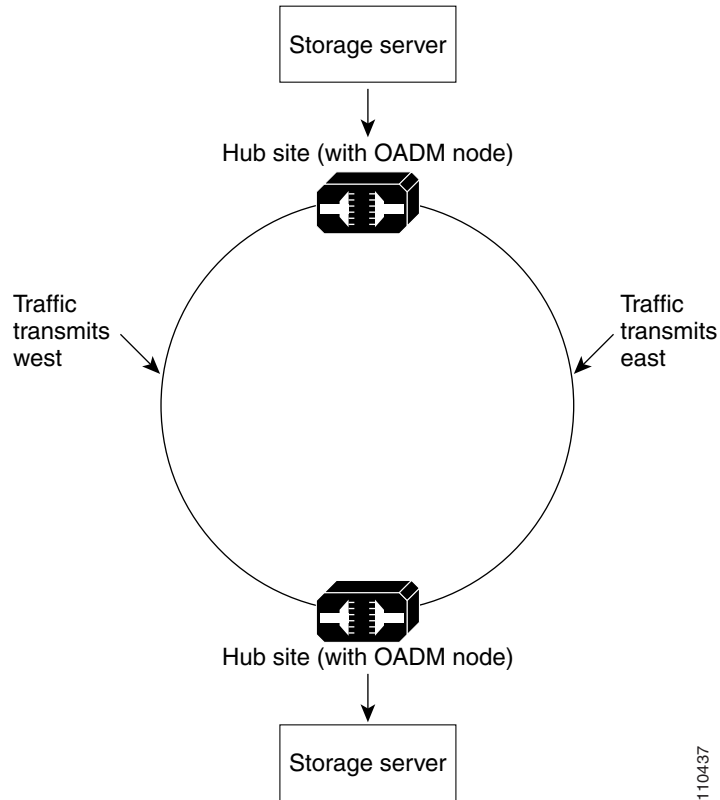 Storage server
Hub site (with OADM node)
Traffic
transmits
west
Traffic
transmits
east
Hub site (with OADM node)
Storage server
110437